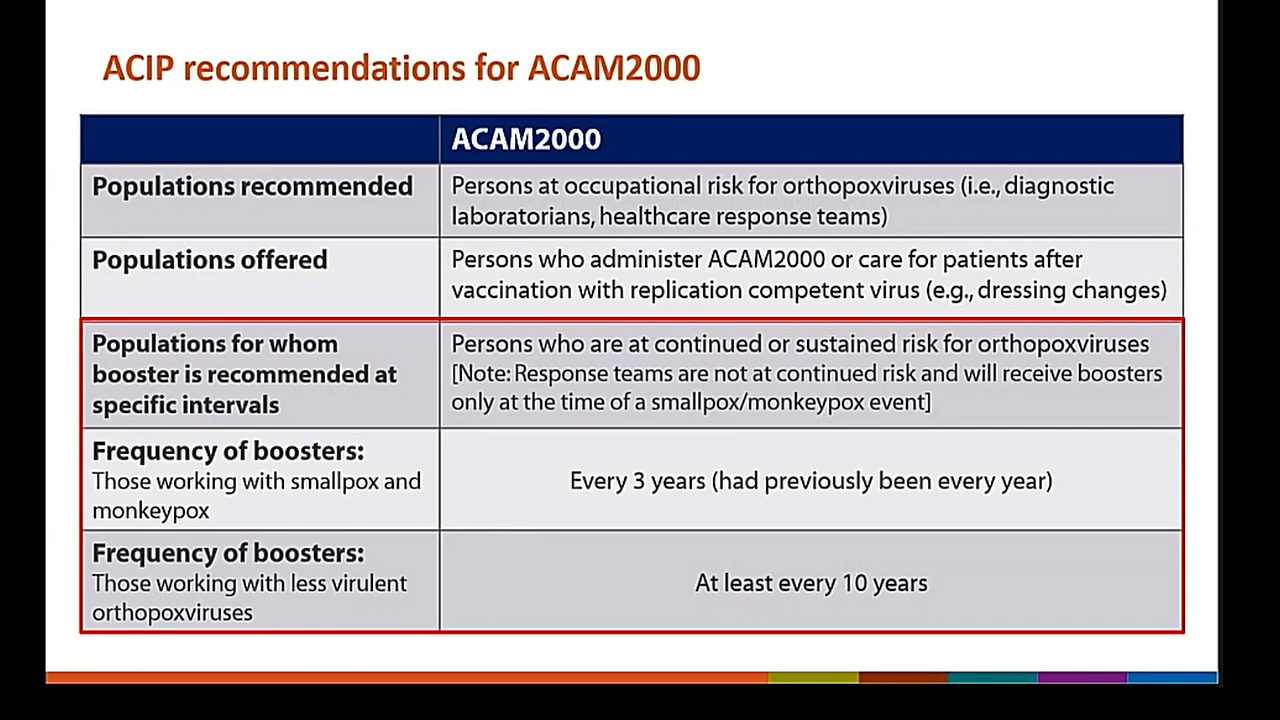 ACIP recommendations for ACAM2000
ACAM2000
Populations recommended
Persons at occupational risk for orthopoxviruses (i.e., diagnostic
laboratorians, healthcare response teams)
Populations offered
Persons who administer ACAM2000 or care for patients after
vaccination with replication competent virus (e.g., dressing changes)
Populations for whom
booster is recommended at
specific intervals
Persons who are at continued or sustained risk for orthopoxviruses
[Note: Response teams are not at continued risk and will receive boosters
only at the time of a smallpox/monkeypox event]
Frequency of boosters:
Those working with smallpox and
monkeypox
Every 3 years (had previously been every year)
Frequency of boosters:
Those working with less virulent
orthopoxviruses
At least every 10 years